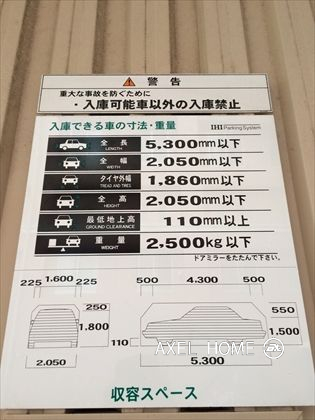 警告
重大な事故を防ぐために
・入庫可能車以外の入庫禁止
入庫できる車の寸法・重量 IHI Parking System
全長 LENGTH 5,300mm以下
全幅 WIDTH 2,050mm以下
タイヤ外幅 TREAD AND TIRES 1,860mm以下
全高 HEIGHT 2,050mm以下
最低地上高 GROUND CLEARANCE 110mm以上
重量 WEIGHT 2,500kg以下
ドアミラーをたたんで下さい。
225 1,600 225 500 4,300 500
250 1,800 550 1,500
110
2,050 5,300
AXEL HOME
収容スペース